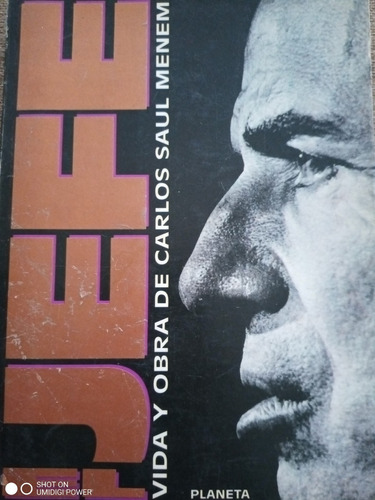 JEFE
VIDA Y OBRA DE CARLOS SAUL MENEM
PLANETA
SHOT ON
UMIDIGI POWER